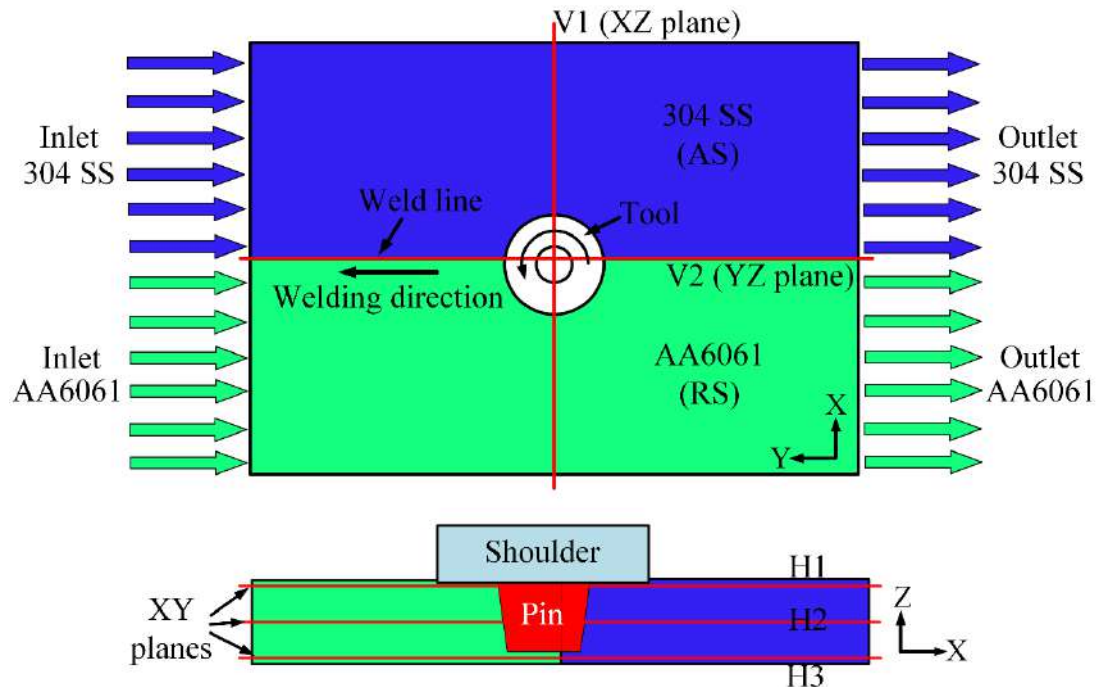 V1 (XZ plane)
304 SS
(AS)
Inlet
304 SS
Outlet
304 SS
Weld line
Tool
V2 (YZ plane)
Welding direction
Inlet
AA6061
AA6061
(RS)
Outlet
AA6061
X
Y
Shoulder
H1
XY
planes
Pin
H2
Z
X
H3